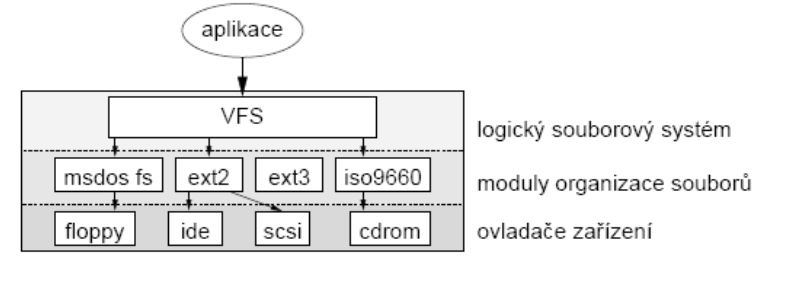 aplikace
VFS
logický souborový systém
msdos fs ext2 ext3 iso9660
moduly organizace souborů
floppy ide scsi cdrom
ovladače zařízení